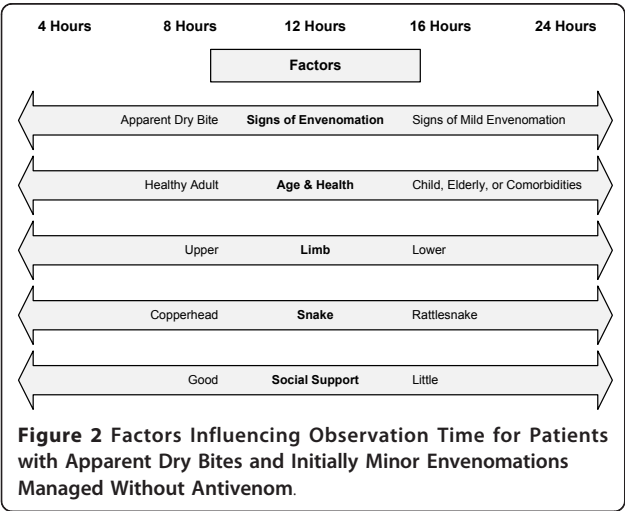 4 Hours 8 Hours 12 Hours 16 Hours 24 Hours
Factors
Apparent Dry Bite Signs of Envenomation Signs of Mild Envenomation
Healthy Adult Age & Health Child, Elderly, or Comorbidities
Upper Limb Lower
Copperhead Snake Rattlesnake
Good Social Support Little
Figure 2 Factors Influencing Observation Time for Patients
with Apparent Dry Bites and Initially Minor Envenomations
Managed Without Antivenom.